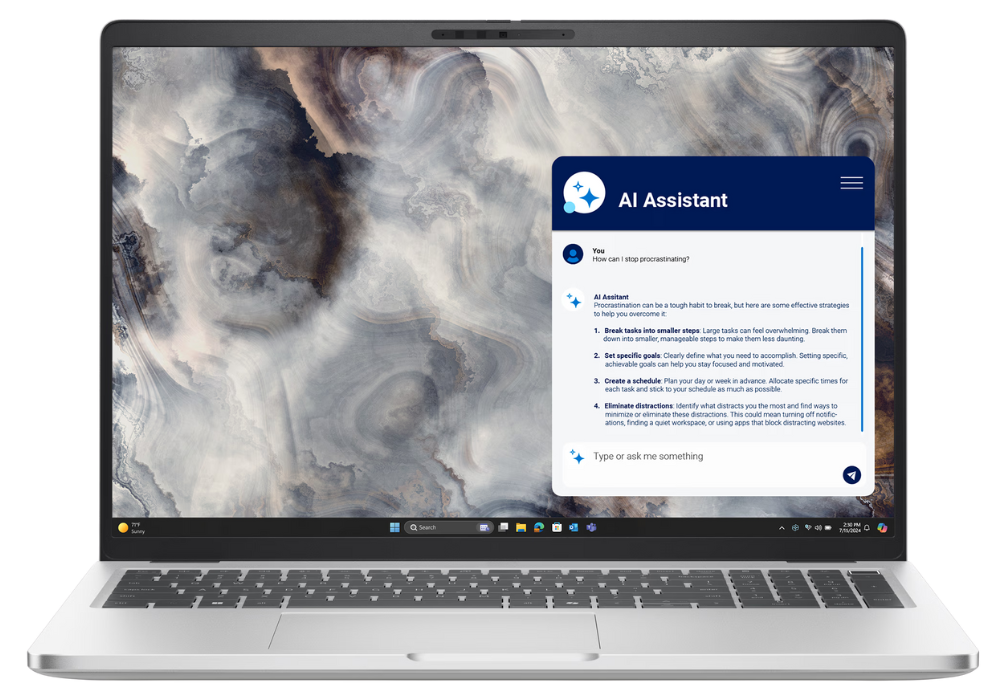 AI Assistant
You
How can I stop procrastinating?
AI Assitant
Procrastination can be a tough habit to break, but here are some effective strategies
to help you overcome it:
1. Break tasks into smaller steps: Large tasks can feel overwhelming. Break them
down into smaller, manageable steps to make them less daunting.
2. Set specific goals: Clearly define what you need to accomplish. Setting specific,
achievable goals can help you stay focused and motivated.
3. Create a schedule: Plan your day or week in advance. Allocate specific times for
each task and stick to your schedule as much as possible.
4. Eliminate distractions: Identify what distracts you the most and find ways to
minimize or eliminate these distractions. This could mean turning off notific-
ations, finding a quiet workspace, or using apps that block distracting websites.
Type or ask me something
71°F
Sunny
Search
2:30 PM
7/15/2024